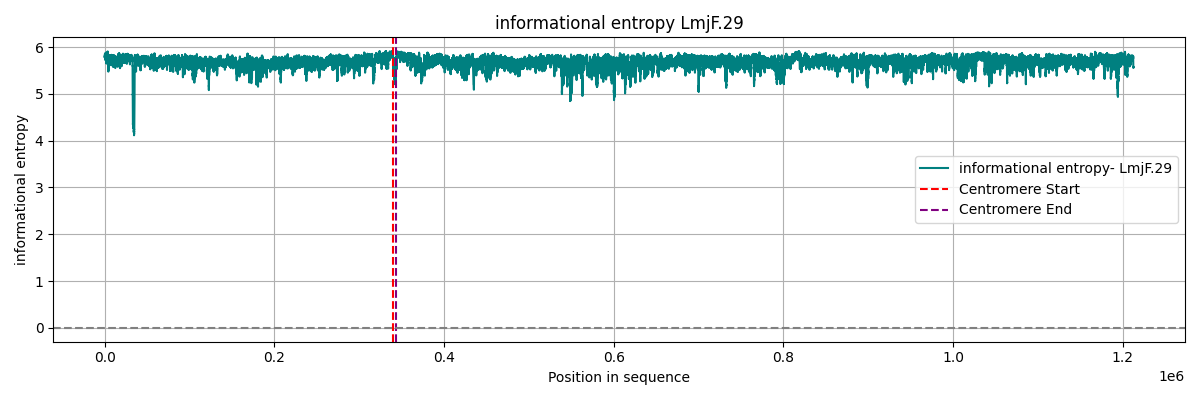 informational entropy LmjF.29
informational entropy
6
5
4
3
2
1
0
informational entropy- LmjF.29
Centromere Start
Centromere End
0.0 0.2 0.4 0.6 0.8 1.0 1.2
1e6
Position in sequence